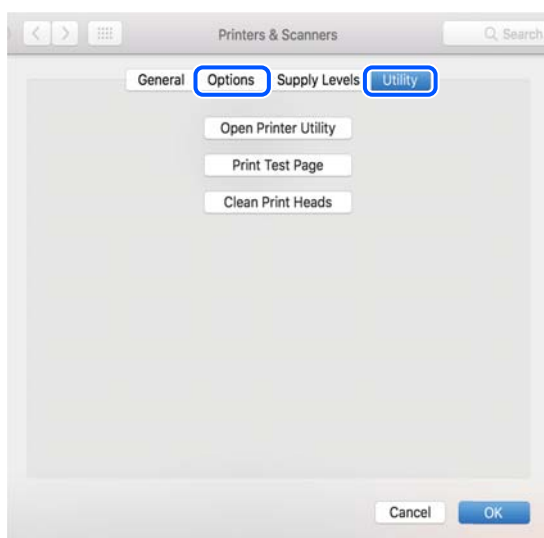 Printers & Scanners Search
General Options Supply Levels Utility
Open Printer Utility
Print Test Page
Clean Print Heads
Cancel OK